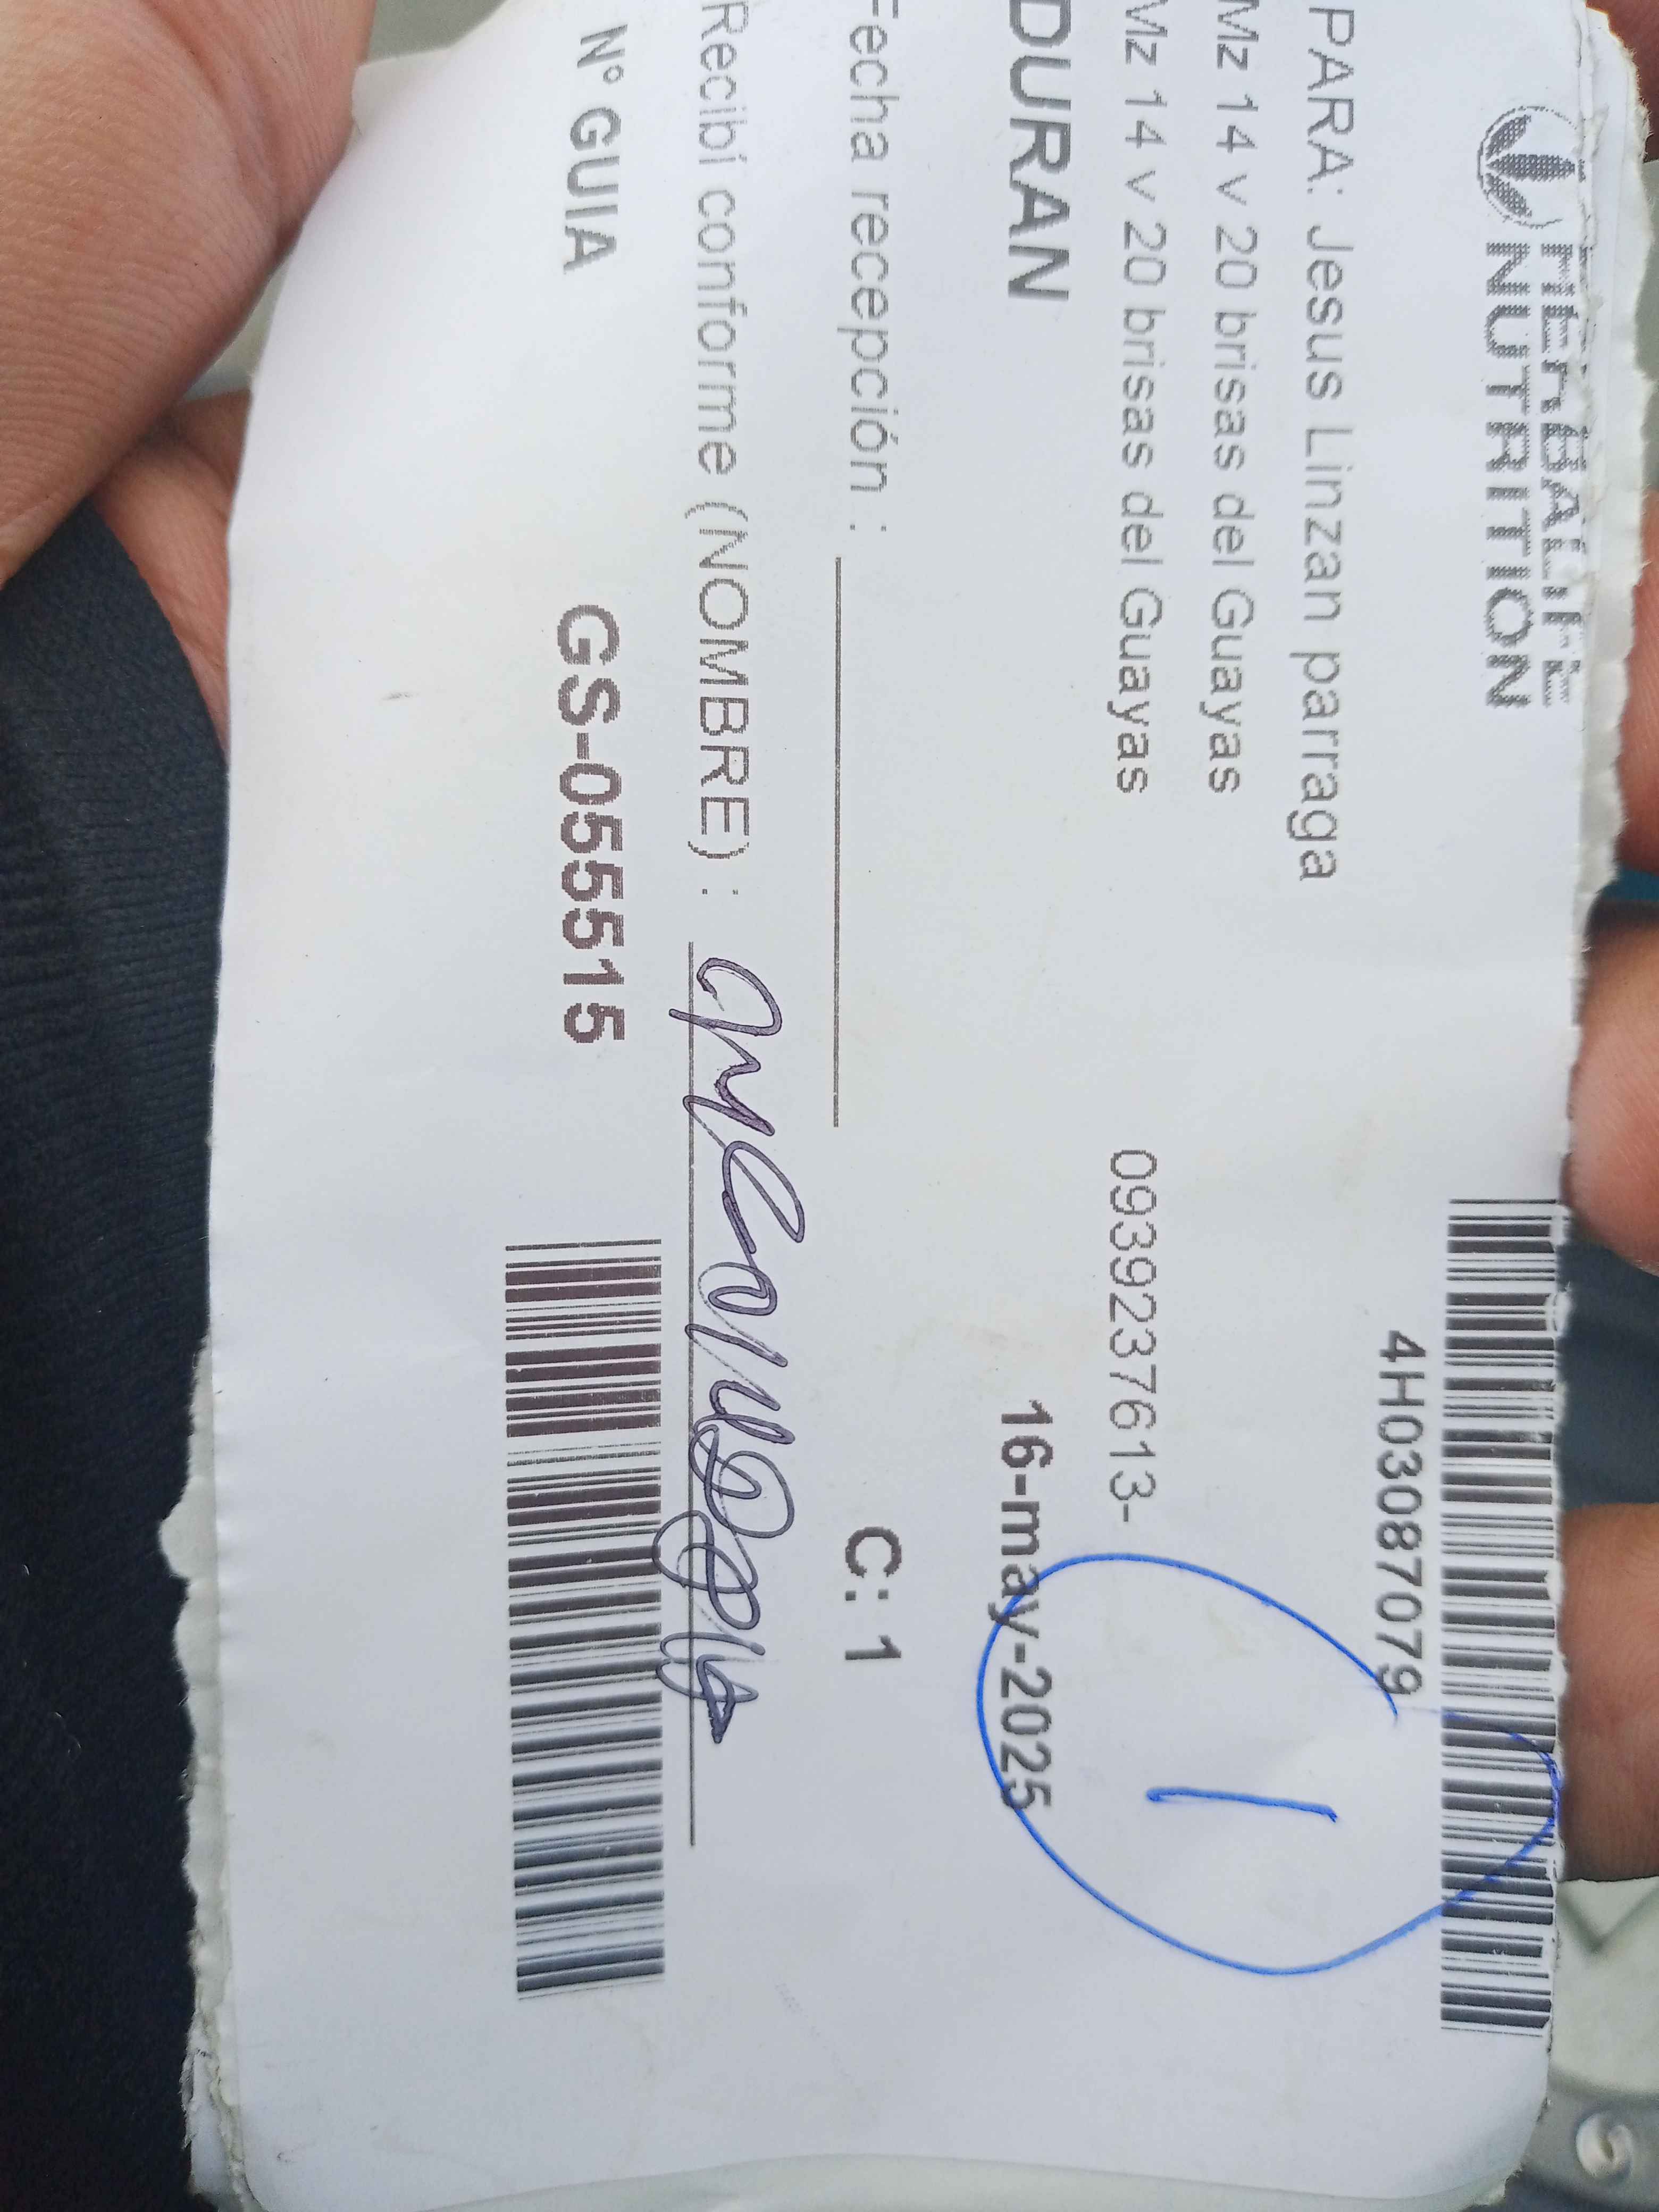 HERBALIFE
NUTRITION
4H03087079
PARA: Jesus Linzan parraga
Mz 14 v 20 brisas del Guayas
1
Mz 14 v 20 brisas del Guayas 0939237613-
DURAN 16-may-2025
Fecha recepción : C: 1
Recibí conforme (NOMBRE) :
N° GUIA GS-055515